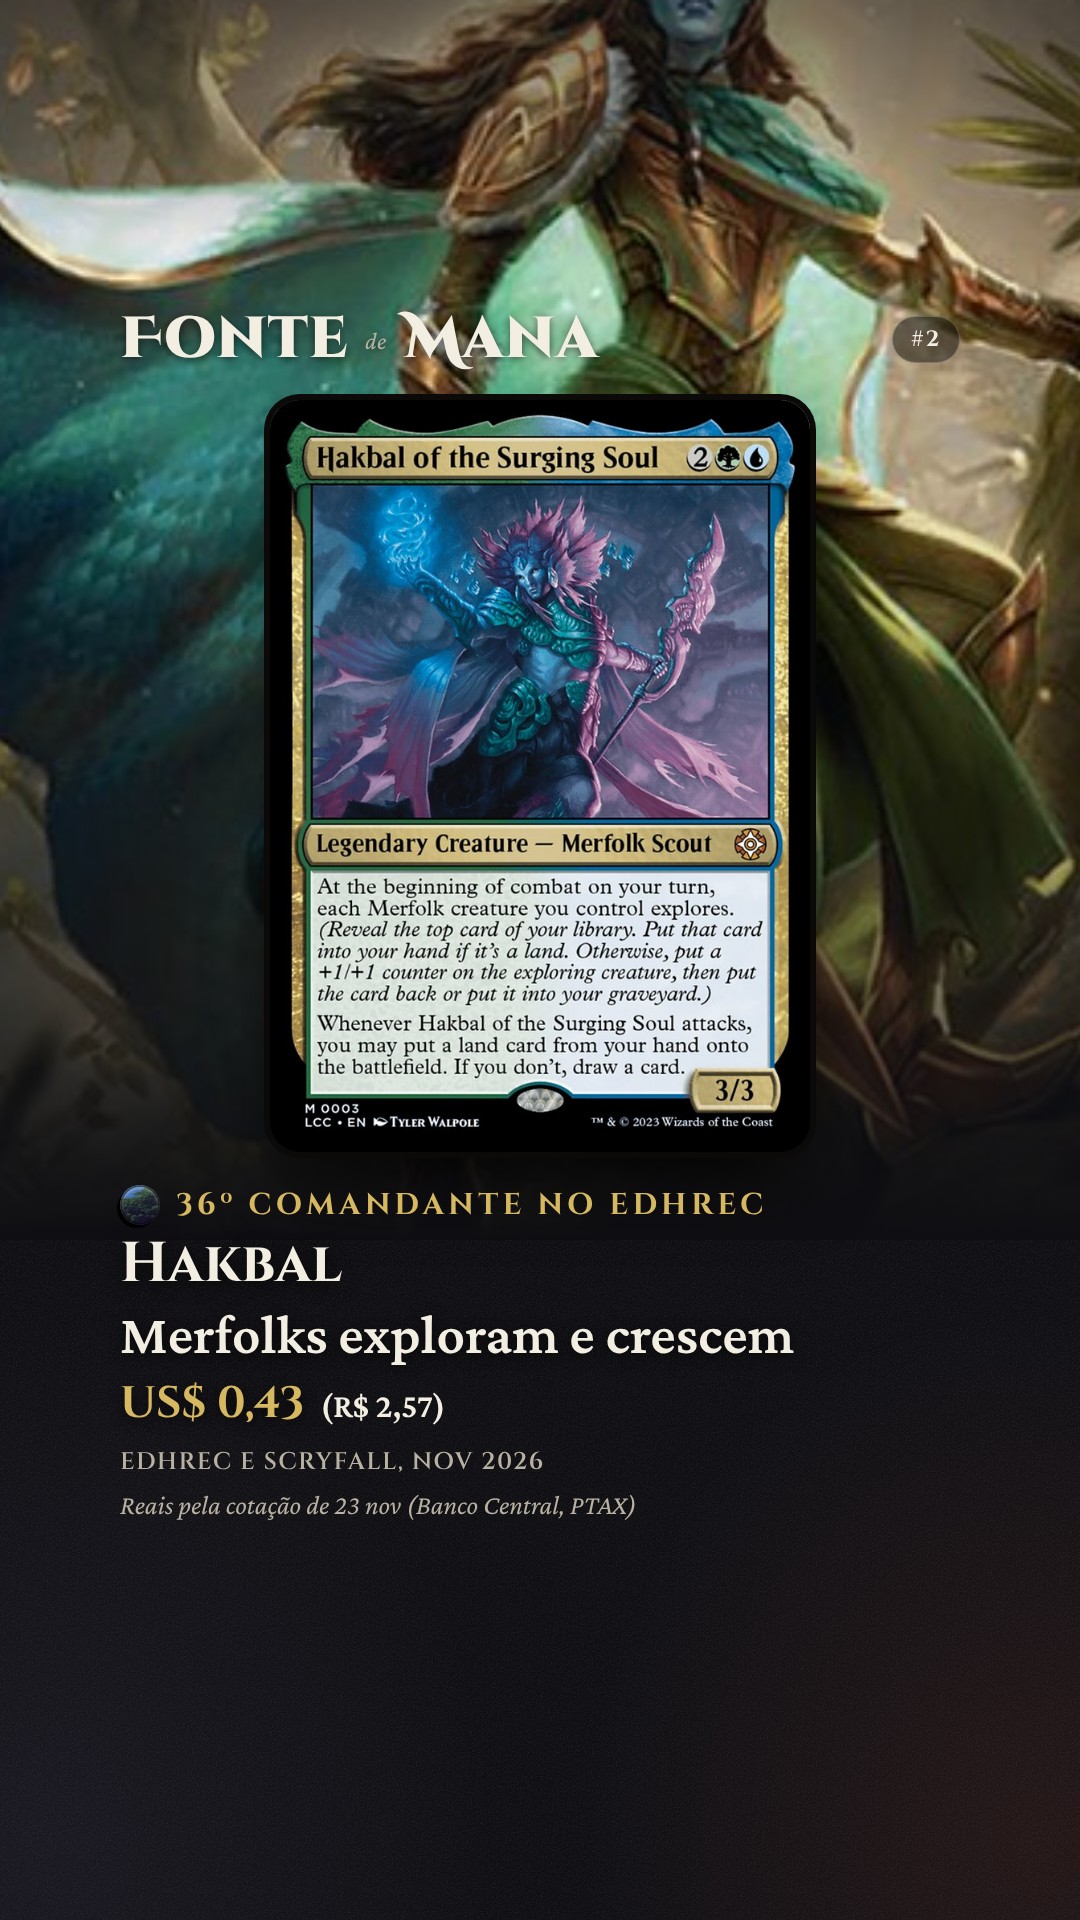 FONTE de MANA
#2
Hakbal of the Surging Soul 2
Legendary Creature — Merfolk Scout
At the beginning of combat on your turn,
each Merfolk creature you control explores.
(Reveal the top card of your library. Put that card
into your hand if it's a land. Otherwise, put a
+1/+1 counter on the exploring creature, then put
the card back or put it into your graveyard.)
Whenever Hakbal of the Surging Soul attacks,
you may put a land card from your hand onto
the battlefield. If you don't, draw a card.
3/3
M 0003
LCC • EN TYLER WALPOLE
™ & © 2023 Wizards of the Coast
36º COMANDANTE NO EDHREC
HAKBAL
Merfolks exploram e crescem
US$ 0,43 (R$ 2,57)
EDHREC E SCRYFALL, NOV 2026
Reais pela cotação de 23 nov (Banco Central, PTAX)